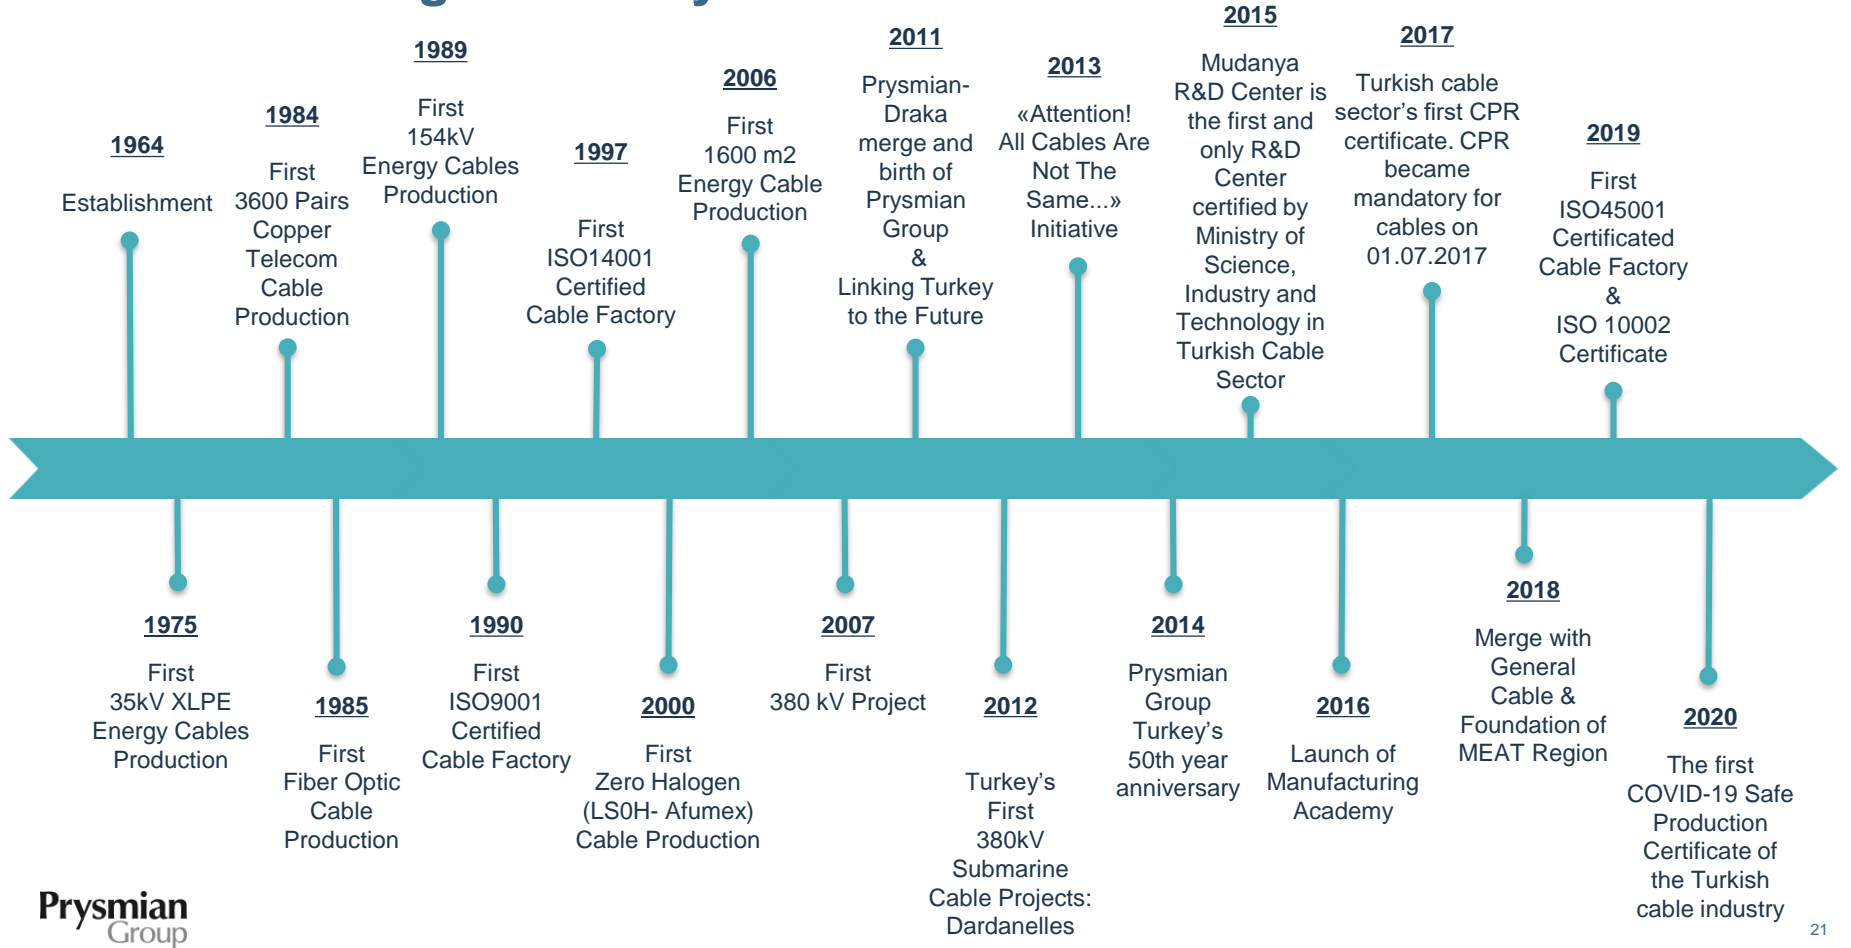 1964
Establishment
1975
First
35kV XLPE
Energy Cables
Production
1984
First
3600 Pairs
Copper
Telecom
Cable
Production
1985
First
Fiber Optic
Cable
Production
1989
First
154kV
Energy Cables
Production
1990
First
ISO9001
Certified
Cable Factory
1997
First
ISO14001
Certified
Cable Factory
2000
First
Zero Halogen
(LS0H- Afumex)
Cable Production
2006
First
1600 m2
Energy Cable
Production
2007
First
380 kV Project
2011
Prysmian-
Draka
merge and
birth of
Prysmian
Group
&
Linking Turkey
to the Future
2012
Turkey’s
First
380kV
Submarine
Cable Projects:
Dardanelles
2013
«Attention!
All Cables Are
Not The
Same...»
Initiative
2014
Prysmian
Group
Turkey’s
50th year
anniversary
2015
Mudanya
R&D Center is
the first and
only R&D
Center
certified by
Ministry of
Science,
Industry and
Technology in
Turkish Cable
Sector
2016
Launch of
Manufacturing
Academy
2017
Turkish cable
sector’s first CPR
certificate. CPR
became
mandatory for
cables on
01.07.2017
2018
Merge with
General
Cable &
Foundation of
MEAT Region
2019
First
ISO45001
Certificated
Cable Factory
&
ISO 10002
Certificate
2020
The first
COVID-19 Safe
Production
Certificate of
the Turkish
cable industry
Prysmian
Group
21